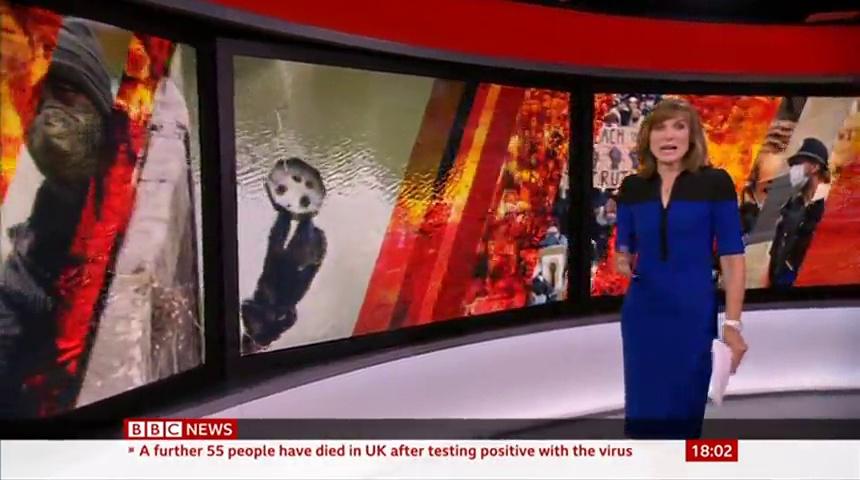 BBC NEWS
A further 55 people have died in UK after testing positive with the virus
18:02